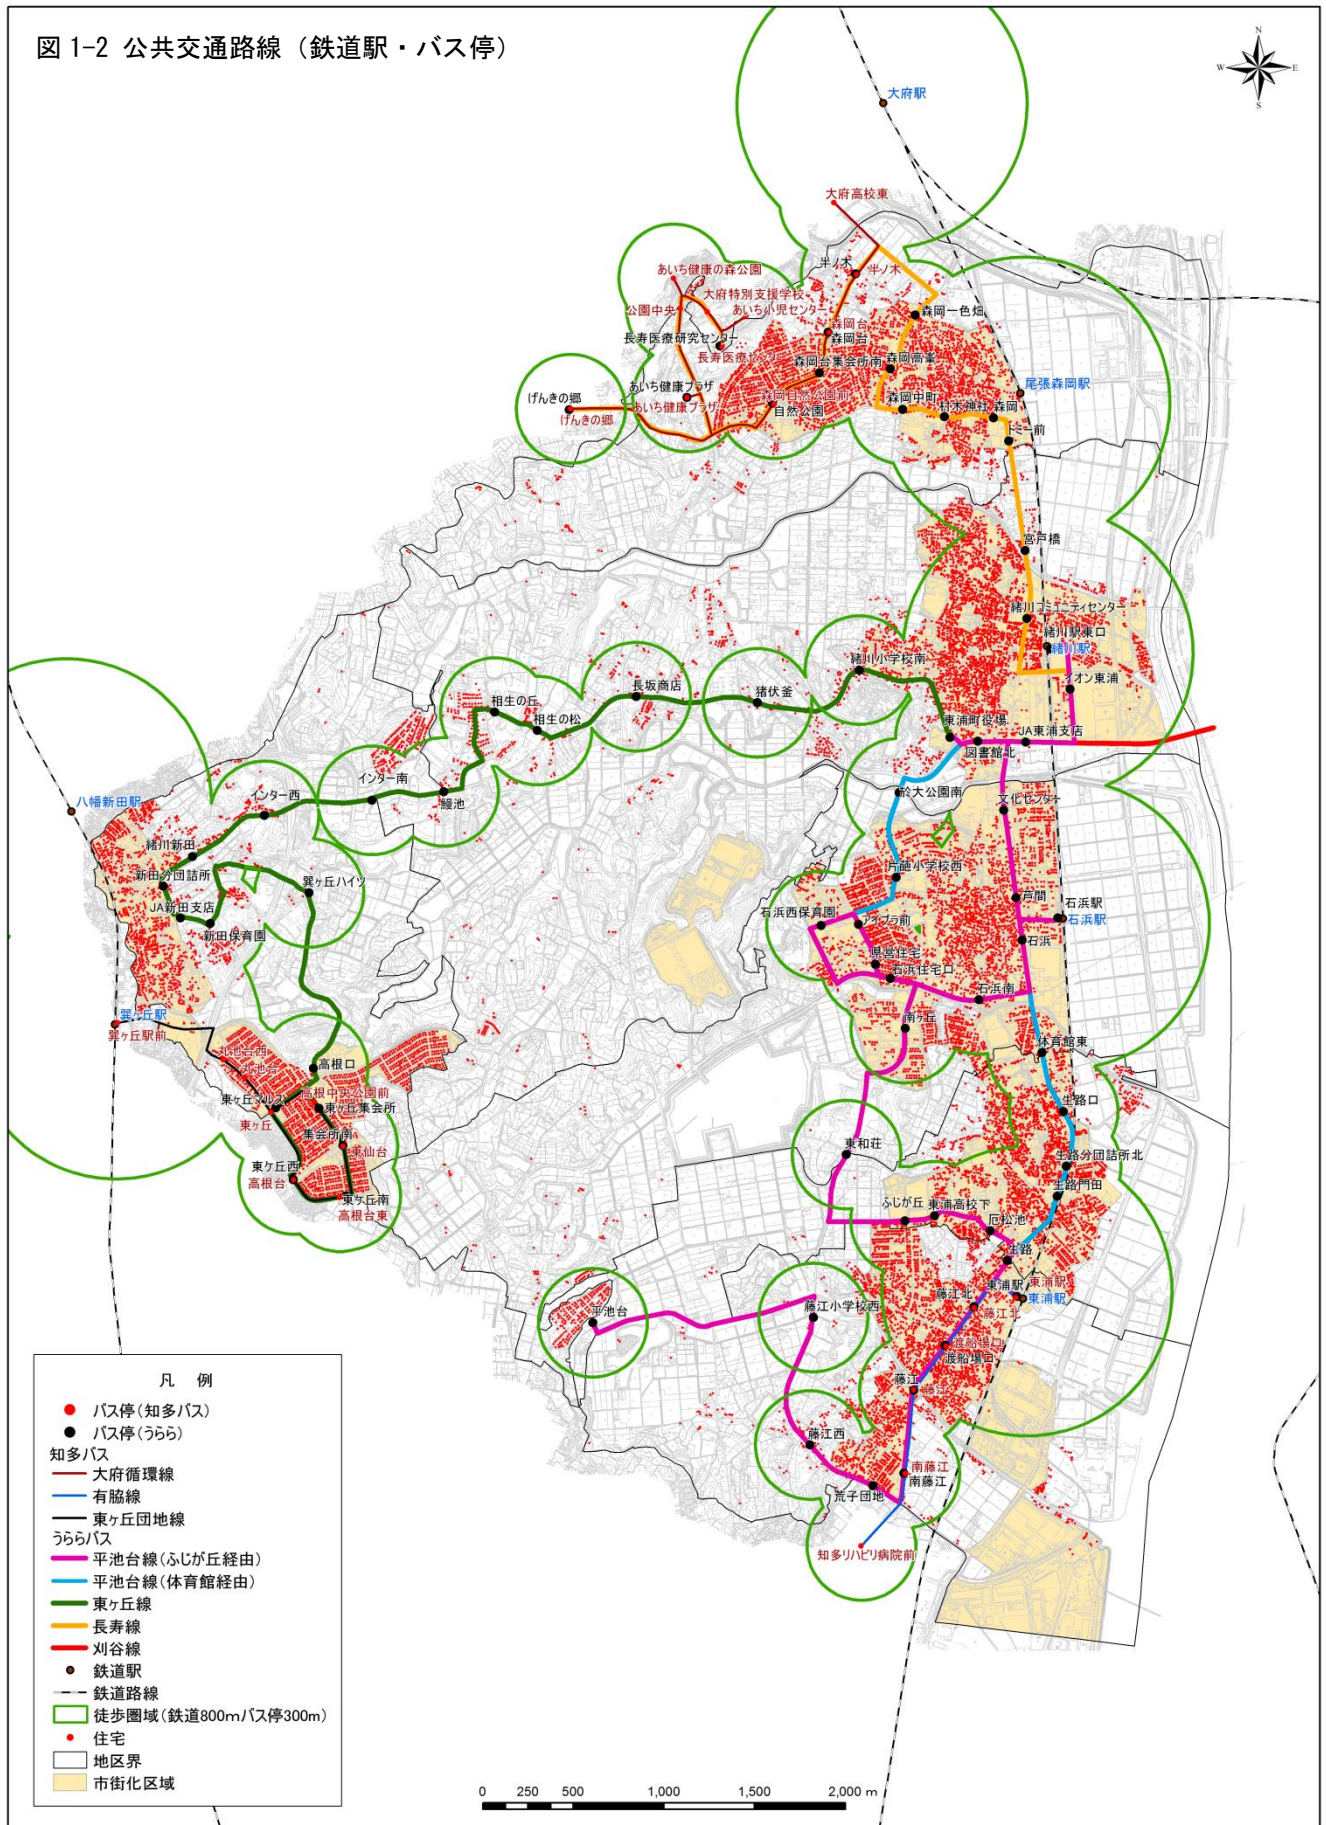 図 1-2 公共交通路線（鉄道駅・バス停）
N
W
E
S
大府駅
大府高校東
半ノ木
半ノ木
あいち健康の森公園
大府特別支援学校
公園中央
あいち小児センター
長寿医療研究センター
長寿医療センター
森岡台
森岡台
森岡一色畑
森岡台集会所南
森岡高峯
尾張森岡駅
あいち健康プラザ
あいち健康プラザ
げんきの郷
げんきの郷
森岡自然公園前
自然公園
森岡中町
村木神社
森岡
トミー前
宮戸橋
緒川コミュニティセンター
緒川駅東口
緒川駅
緒川小学校南
イオン東浦
長坂商店
猪伏釜
相生の丘
相生の松
東浦町役場
図書館北
JA東浦支店
インター南
鰻池
於大公園南
インター西
八幡新田駅
文化センター
緒川新田
新田分団詰所
巽ヶ丘ハイツ
片葩小学校西
JA新田支店
新田保育園
石浜西保育園
アイプラ前
芦間
石浜駅
石浜駅
石浜
県営住宅
石浜住宅口
石浜南
巽ヶ丘駅
巽ヶ丘駅前
南ヶ丘
体育館東
北池台西
高根口
高根中央公園前
東ヶ丘マルス
東ヶ丘集会所
東ヶ丘
生路口
集会所南
東仙台
東和荘
生路分団詰所北
東ヶ丘西
高根台
生路門田
東ヶ丘南
高根台東
ふじが丘
東浦高校下
厄松池
生路
東浦駅
東浦駅
東浦駅
藤江北
藤江北
平池台
藤江小学校西
渡船場口
渡船場口
藤江
藤江
藤江西
南藤江
南藤江
荒子団地
知多リハビリ病院前
凡 例
バス停（知多バス）
バス停（うらら）
知多バス
大府循環線
有脇線
東ヶ丘団地線
うららバス
平池台線（ふじが丘経由）
平池台線（体育館経由）
東ヶ丘線
長寿線
刈谷線
鉄道駅
鉄道路線
徒歩圏域（鉄道800mバス停300m）
住宅
地区界
市街化区域
0 250 500 1,000 1,500 2,000 m